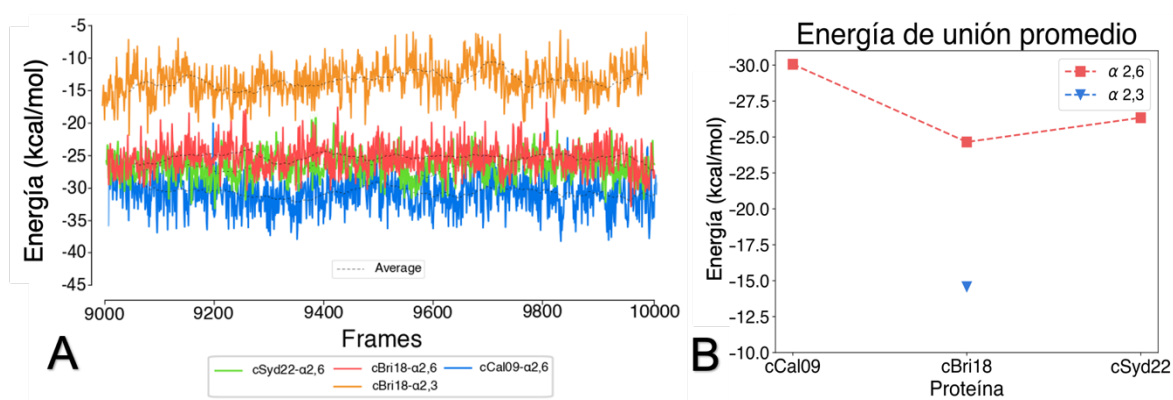 -5
-10
-15
-20
-25
-30
-35
-40
-45
Energía (kcal/mol)
Average
9000 9200 9400 9600 9800 10000
Frames
A
cSyd22-α2,6 cBri18-α2,6 cCal09-α2,6
cBri18-α2,3
Energía de unión promedio
-30.0
-27.5
-25.0
-22.5
-20.0
-17.5
-15.0
-12.5
-10.0
Energía (kcal/mol)
α 2,6
α 2,3
cCal09 cBri18 cSyd22
Proteína
B